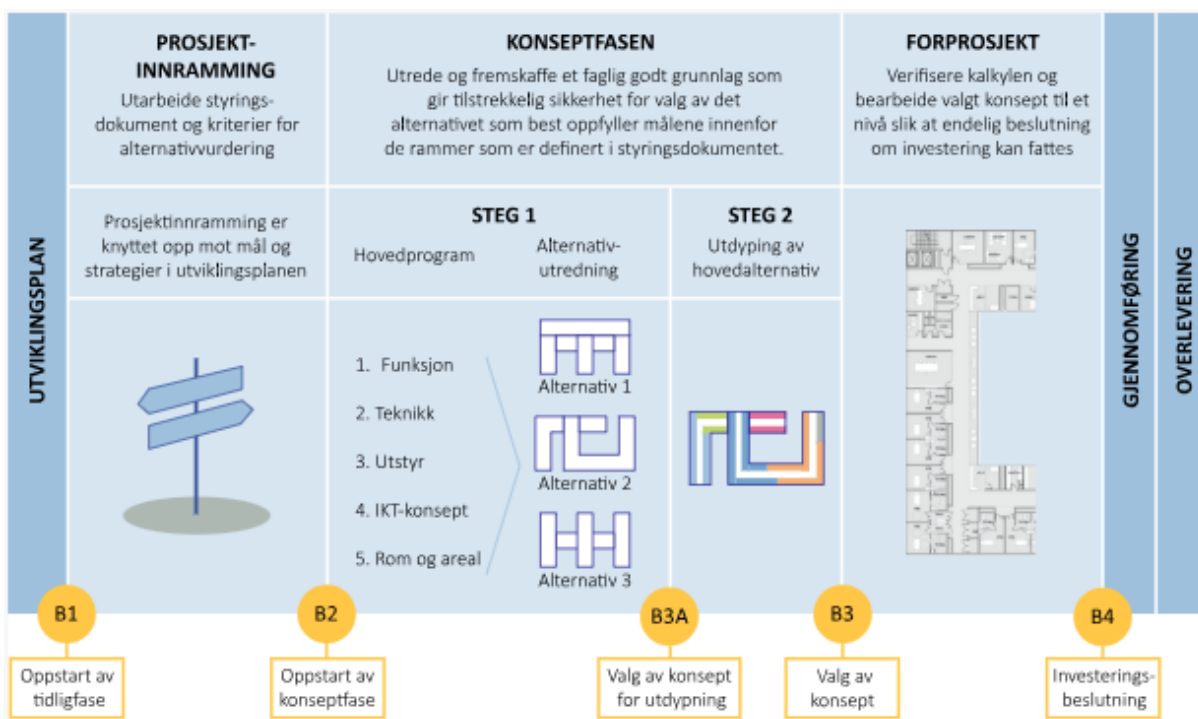 UTVIKLINGSPLAN
PROSJEKT-
INNRAMMING
Utarbeide styrings-
dokument og kriterier for
alternativvurdering
Prosjektinnramming er
knyttet opp mot mål og
strategier i utviklingsplanen
KONSEPTFASEN
Utrede og fremskaffe et faglig godt grunnlag som
gir tilstrekkelig sikkerhet for valg av det
alternativet som best oppfyller målene innenfor
de rammer som er definert i styringsdokumentet.
STEG 1
Hovedprogram
1. Funksjon
2. Teknikk
3. Utstyr
4. IKT-konsept
5. Rom og areal
Alternativ-
utredning
Alternativ 1
Alternativ 2
Alternativ 3
STEG 2
Utdyping av
hovedalternativ
FORPROSJEKT
Verifisere kalkylen og
bearbeide valgt konsept til et
nivå slik at endelig beslutning
om investering kan fattes
GJENNOMFØRING
OVERLEVERING
B1
Oppstart av
tidligfase
B2
Oppstart av
konseptfase
B3A
Valg av konsept
for utdypning
B3
Valg av
konsept
B4
Investerings-
beslutning